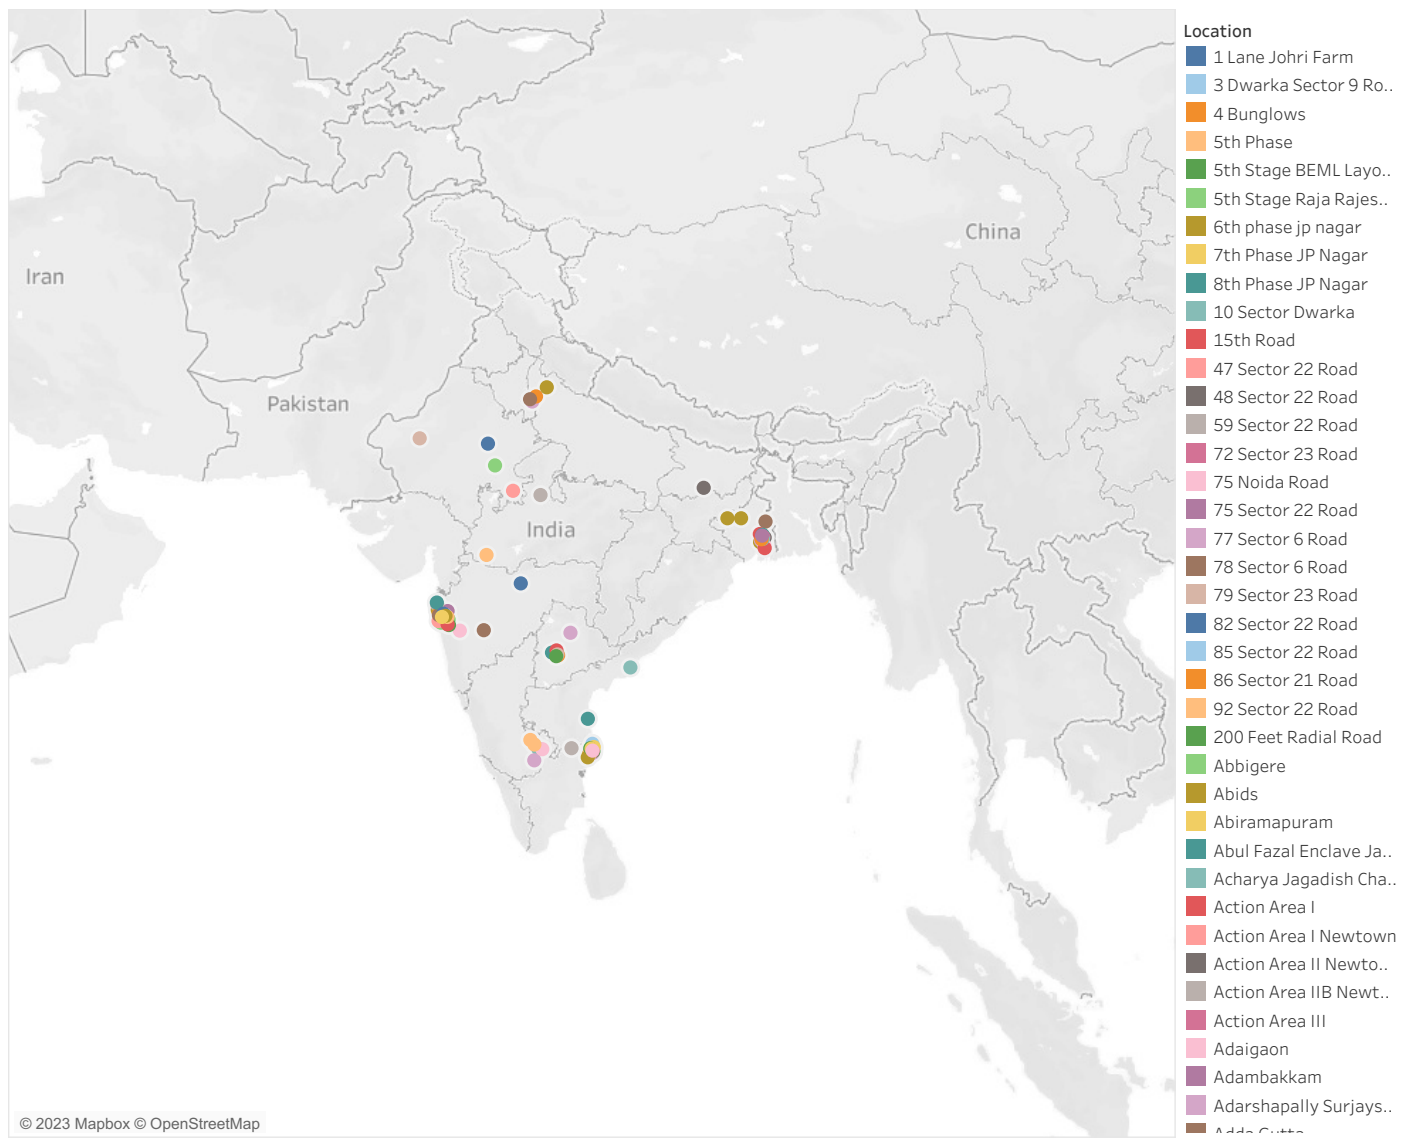 Location
1 Lane Johri Farm
3 Dwarka Sector 9 Ro..
4 Bunglows
5th Phase
5th Stage BEML Layo..
5th Stage Raja Rajes..
6th phase jp nagar
7th Phase JP Nagar
8th Phase JP Nagar
10 Sector Dwarka
15th Road
47 Sector 22 Road
48 Sector 22 Road
59 Sector 22 Road
72 Sector 23 Road
75 Noida Road
75 Sector 22 Road
77 Sector 6 Road
78 Sector 6 Road
79 Sector 23 Road
82 Sector 22 Road
85 Sector 22 Road
86 Sector 21 Road
92 Sector 22 Road
200 Feet Radial Road
Abbigere
Abids
Abiramapuram
Abul Fazal Enclave Ja..
Acharya Jagadish Cha..
Action Area I
Action Area I Newtown
Action Area II Newto..
Action Area IIB Newt..
Action Area III
Adaigaon
Adambakkam
Adarshapally Surjays..
Adda Gutta
China
Iran
Pakistan
India
© 2023 Mapbox © OpenStreetMap